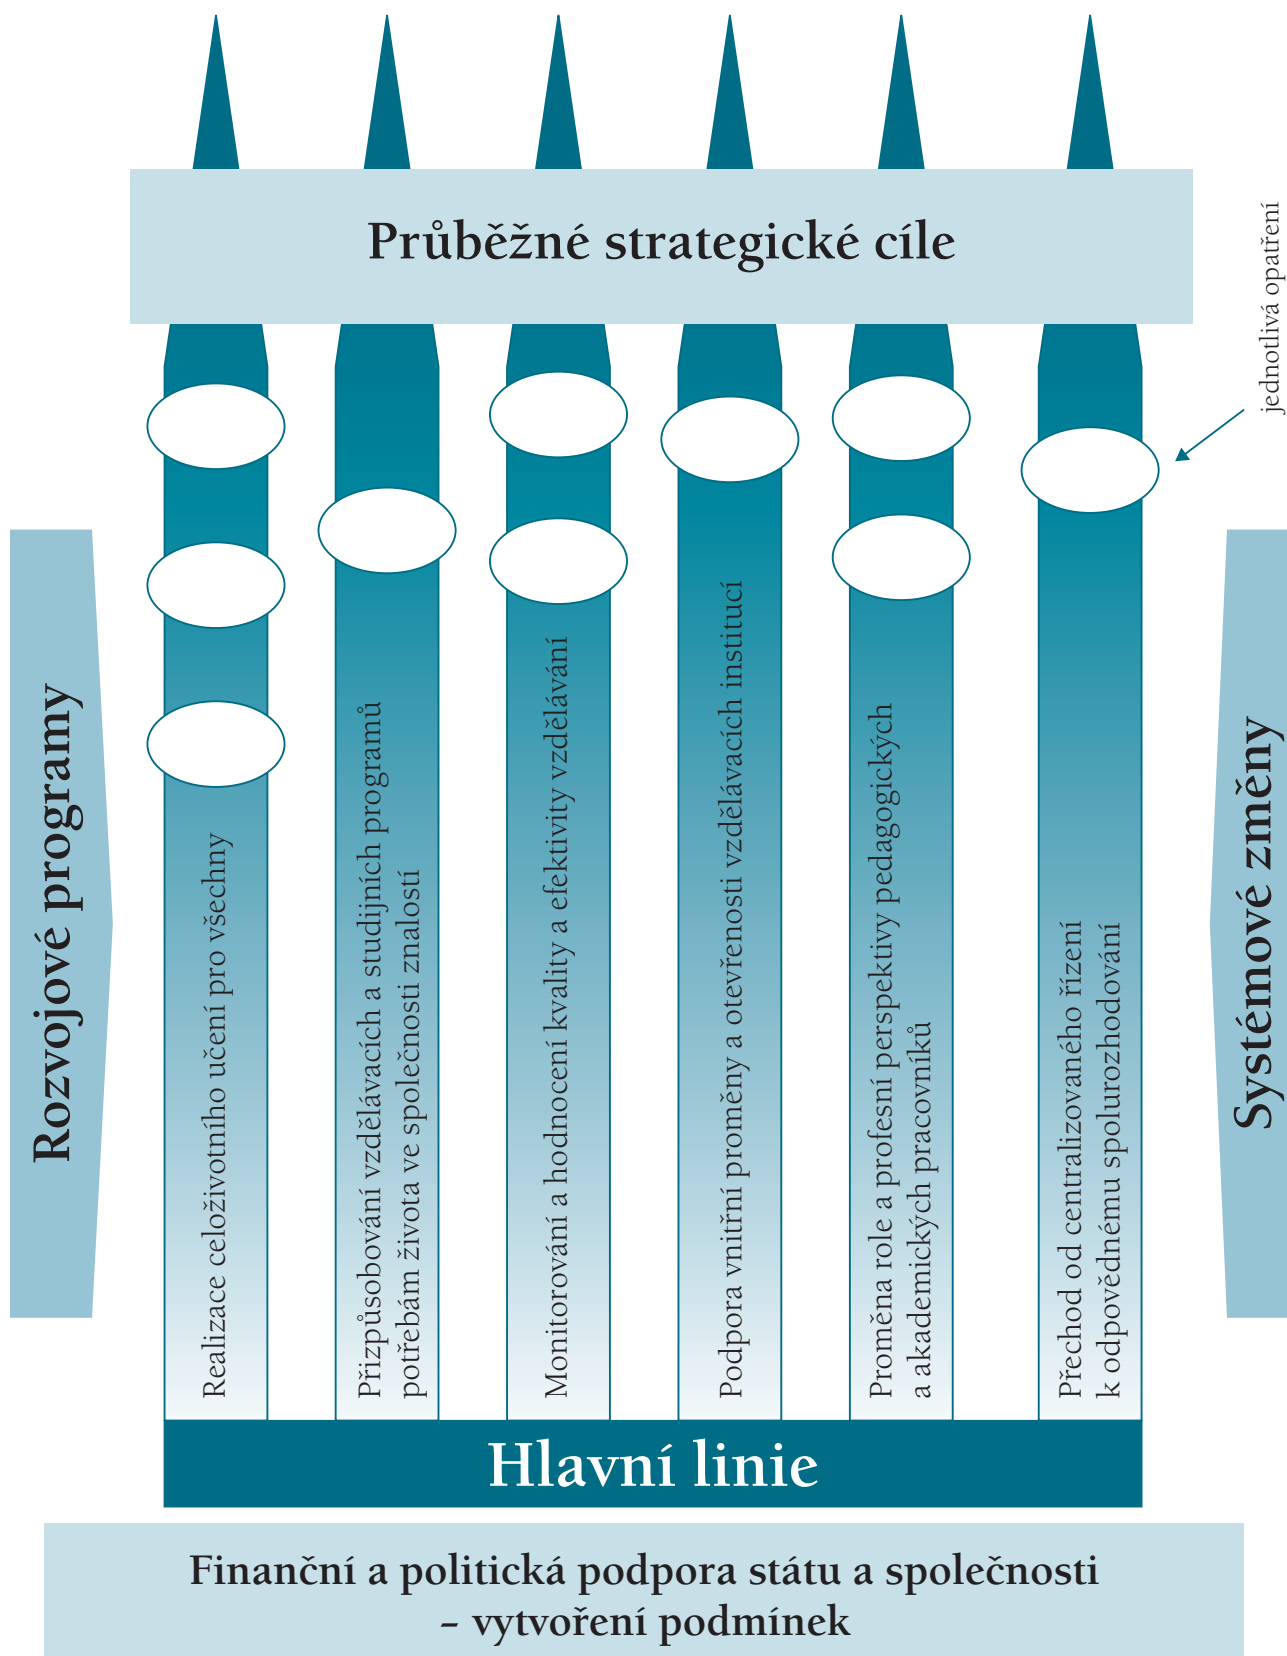 Průběžné strategické cíle
jednotlivá opatření
Rozvojové programy
Realizace celoživotního učení pro všechny
Přizpůsobování vzdělávacích a studijních programů
potřebám života ve společnosti znalostí
Monitorování a hodnocení kvality a efektivity vzdělávání
Podpora vnitřní proměny a otevřenosti vzdělávacích institucí
Proměna role a profesní perspektivy pedagogických
a akademických pracovníků
Přechod od centralizovaného řízení
k odpovědnému spolurozhodování
Systémové změny
Hlavní linie
Finanční a politická podpora státu a společnosti
– vytvoření podmínek